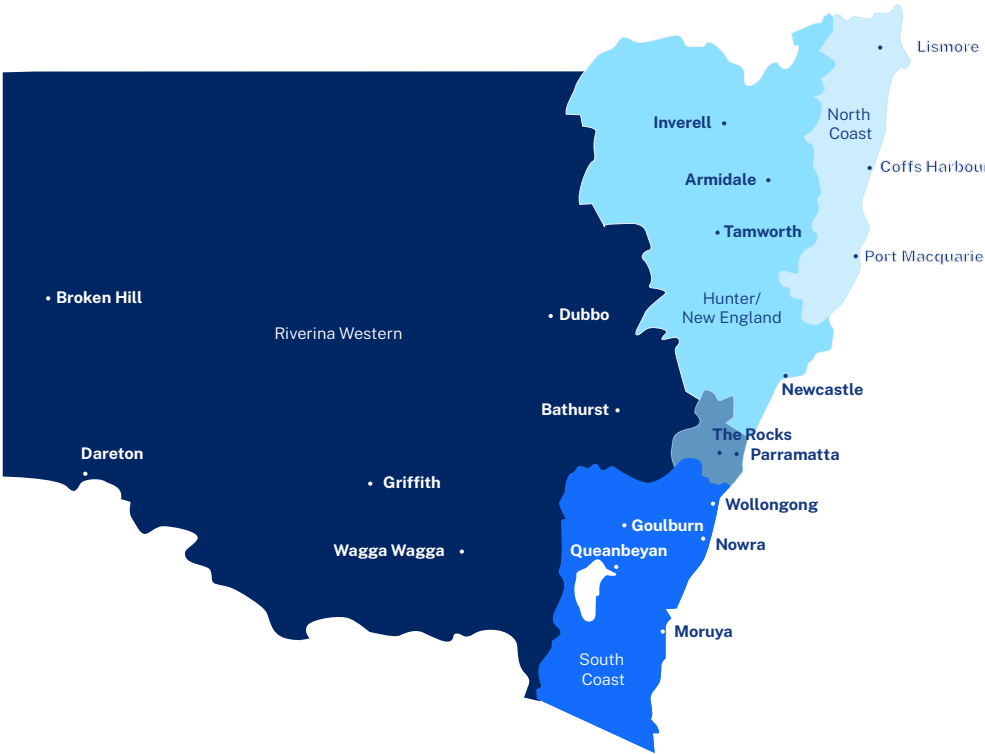 Lismore
North
Coast
Inverell
Coffs Harbour
Armidale
Tamworth
Port Macquarie
Broken Hill
Hunter/
New England
Dubbo
Riverina Western
Newcastle
Bathurst
The Rocks
Dareton
Parramatta
Griffith
Wollongong
Goulburn
Nowra
Wagga Wagga
Queanbeyan
Moruya
South
Coast